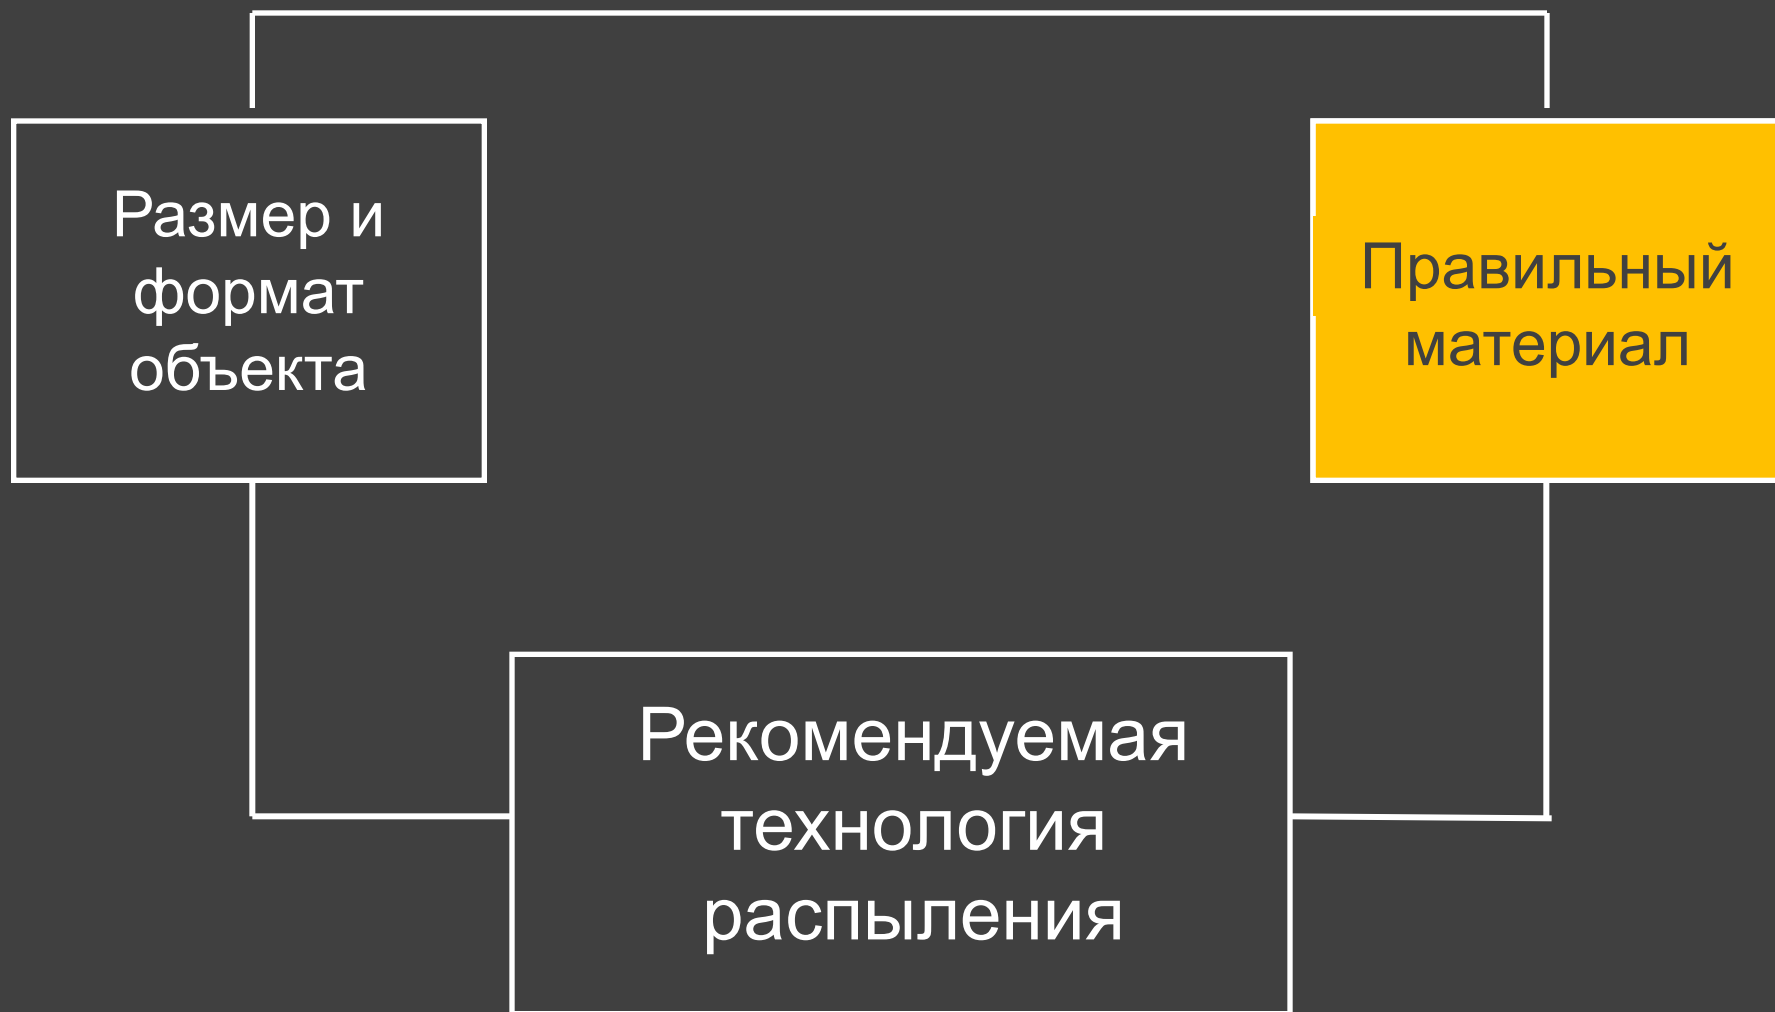 Размер и
формат
объекта
Правильный
материал
Рекомендуемая
технология
распыления